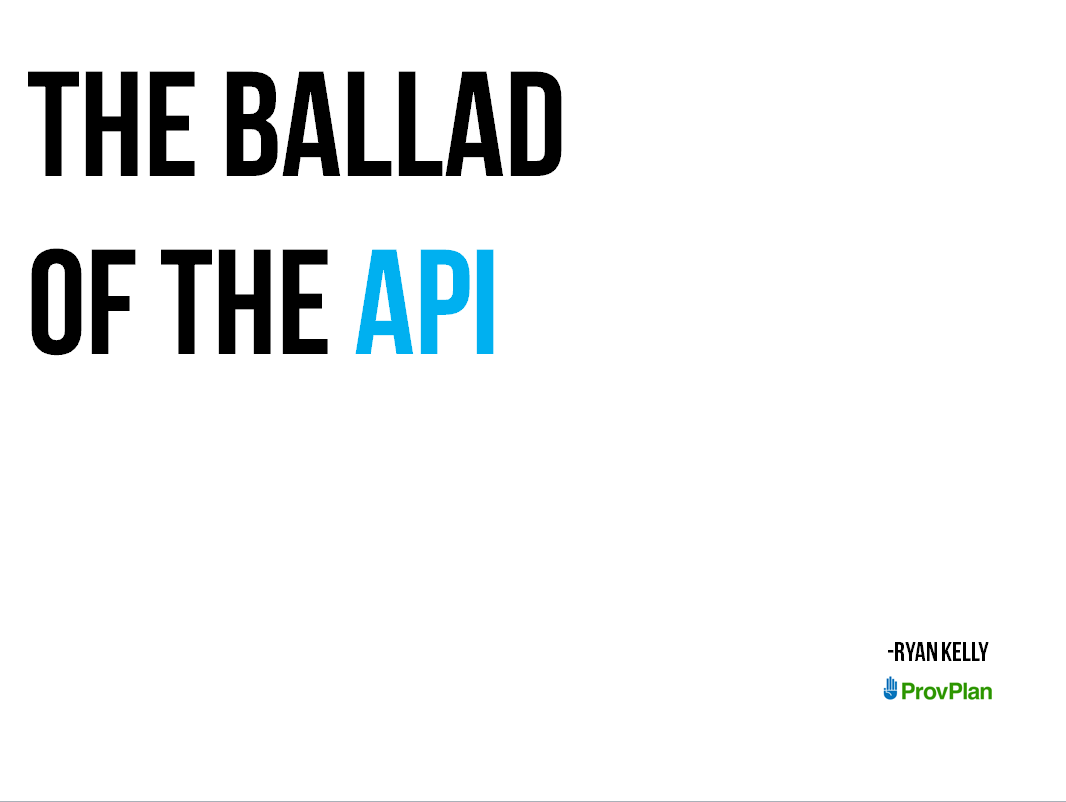 THE BALLAD
OF THE API
-RYAN KELLY
ProvPlan